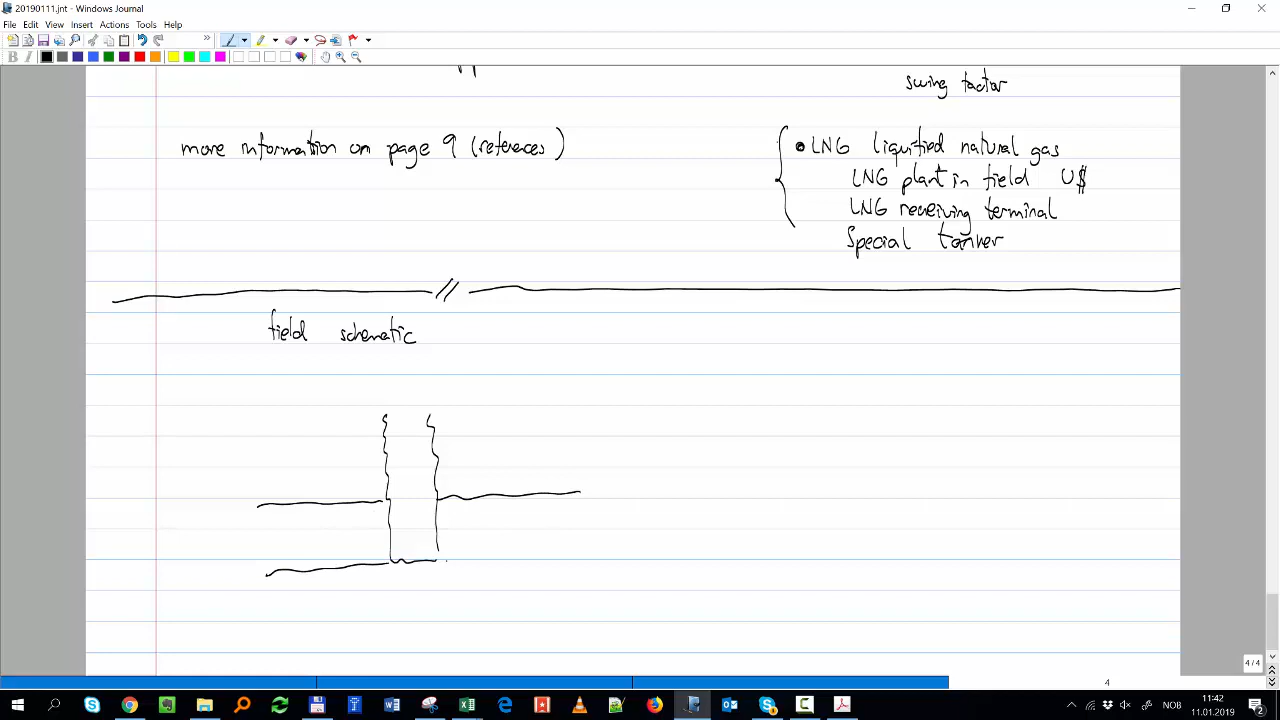 20190111.jnt - Windows Journal
File Edit View Insert Actions Tools Help
swing factor
more information on page 9 (references)
• LNG liquified natural gas
LNG plant in field U$
LNG receiving terminal
Special tanker
field schematic
4/4
4
NOB
11:42
11.01.2019
2